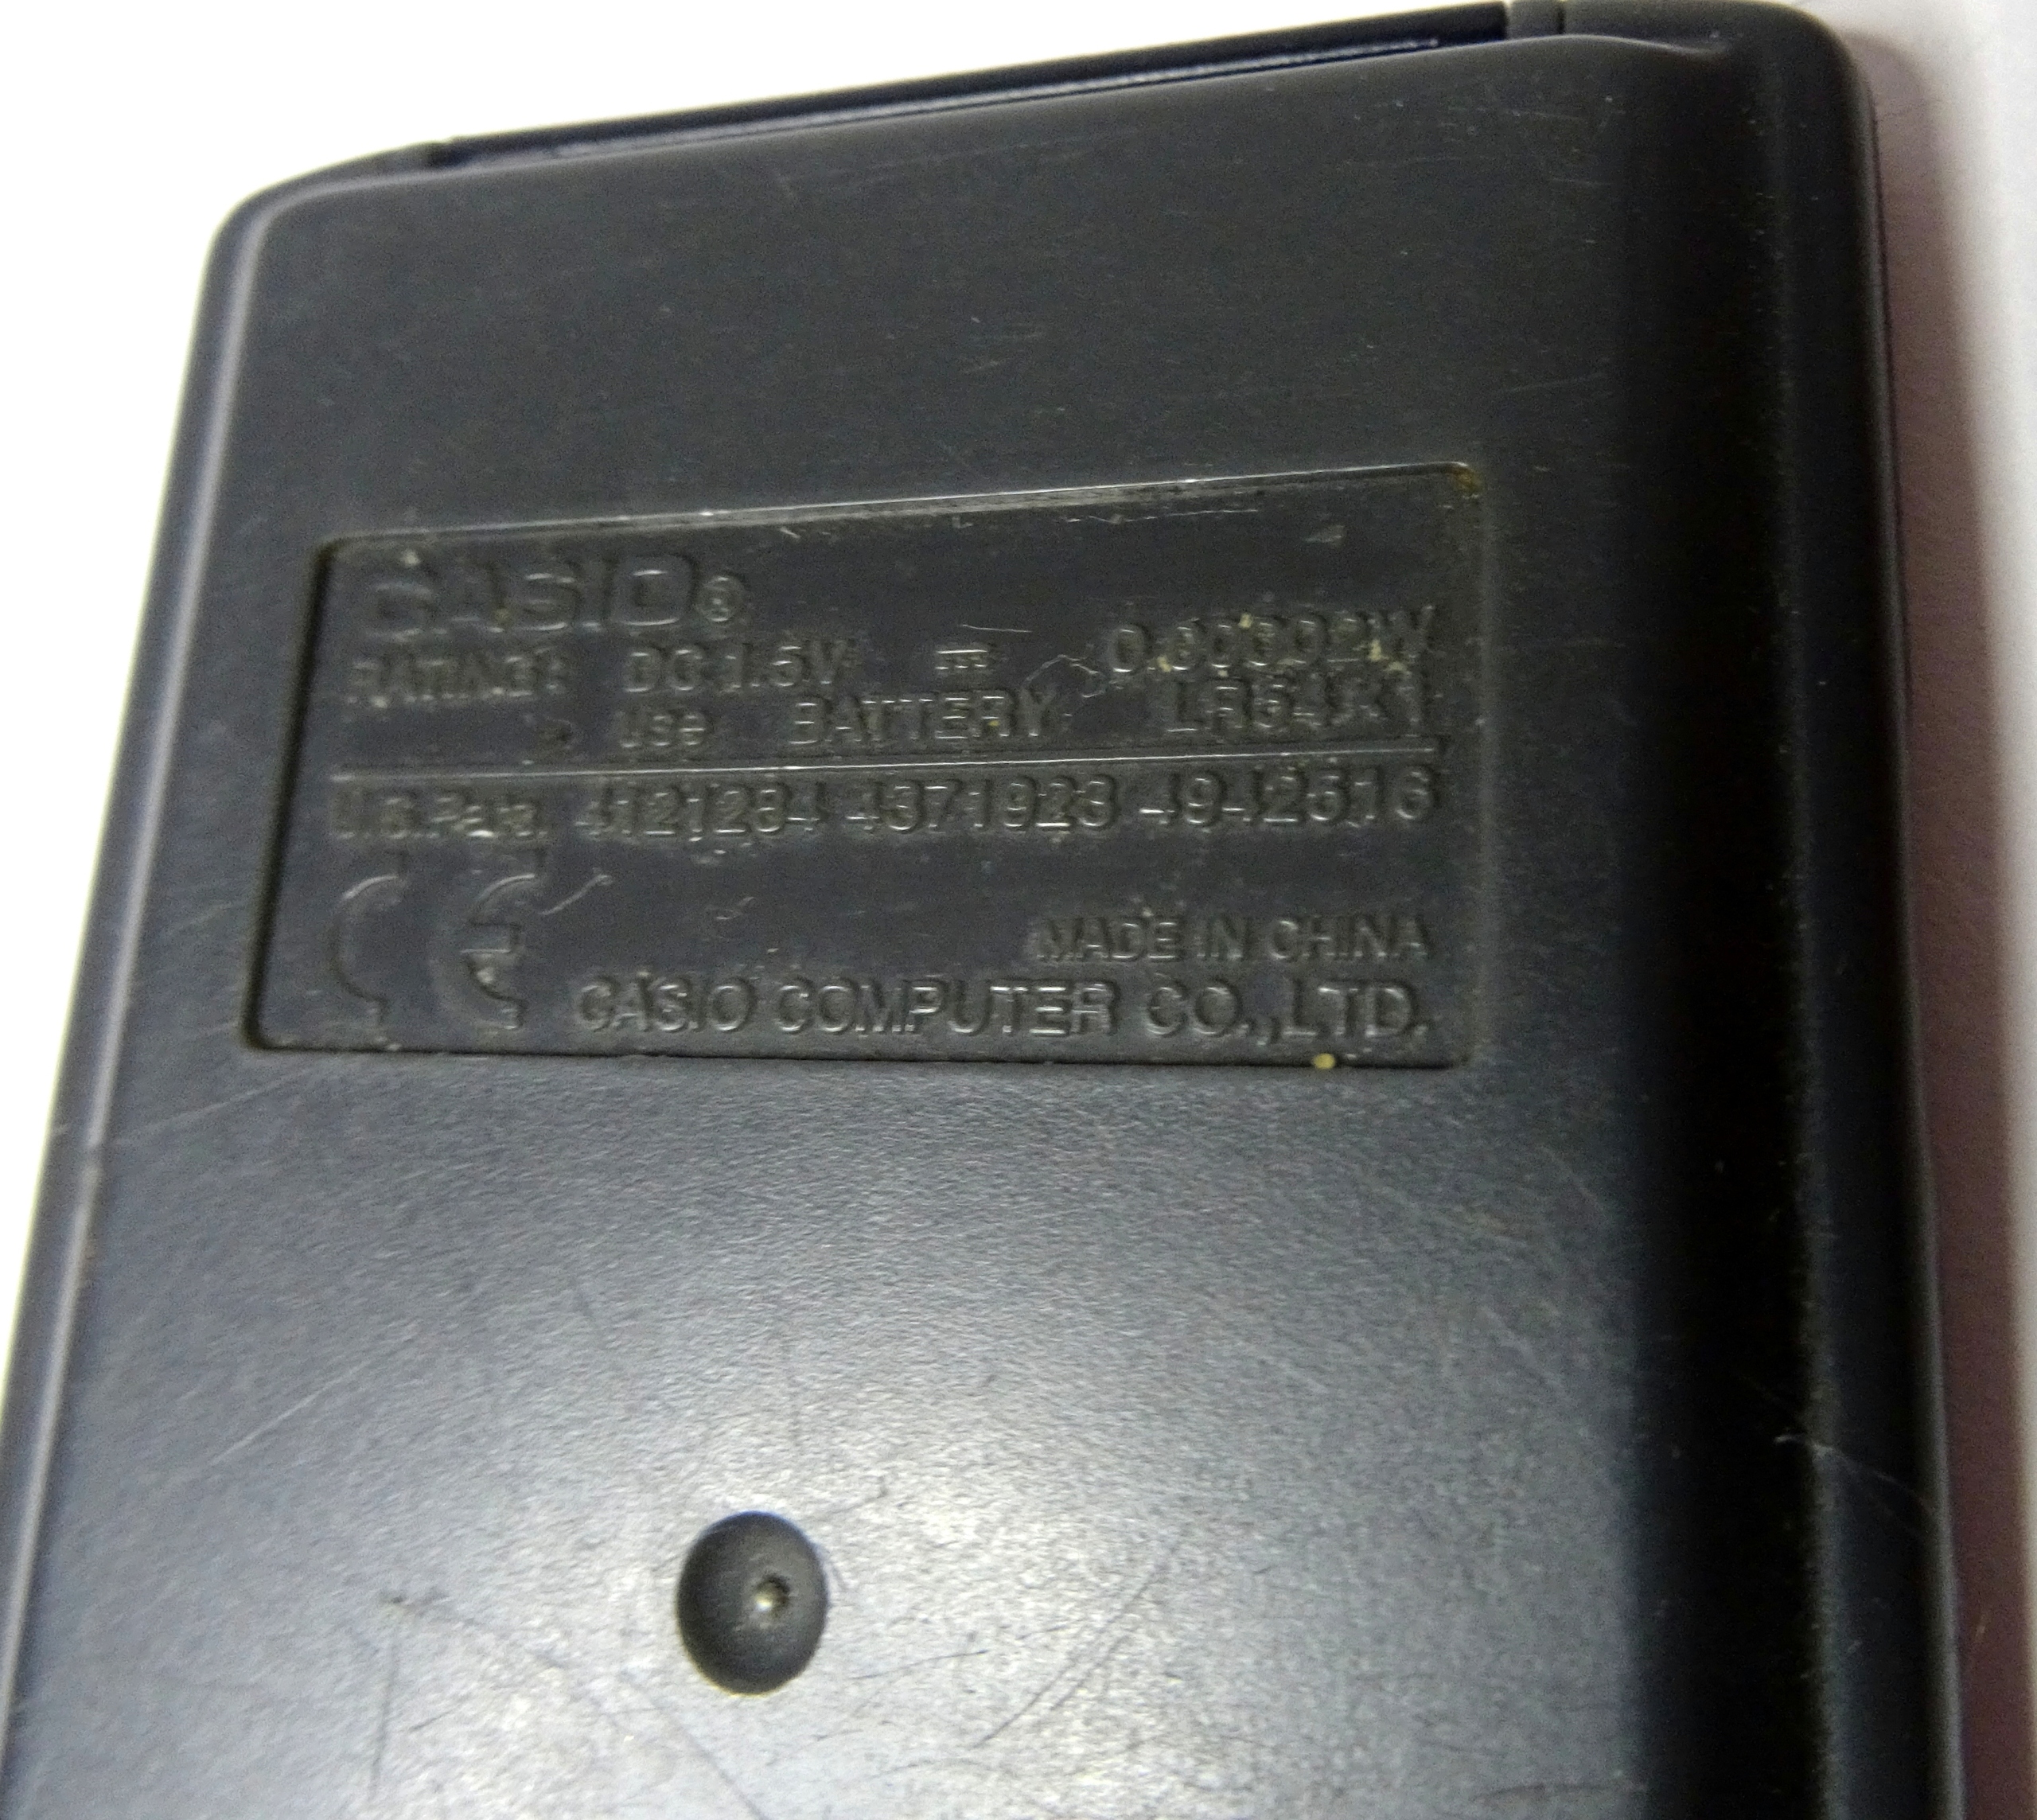 CASIO®
RATING: DC 1.5V ⎓ 0.00002W
Use BATTERY LR54X1
U.S.Pats. 4121284 4371923 4942516
CE
MADE IN CHINA
CASIO COMPUTER CO.,LTD.